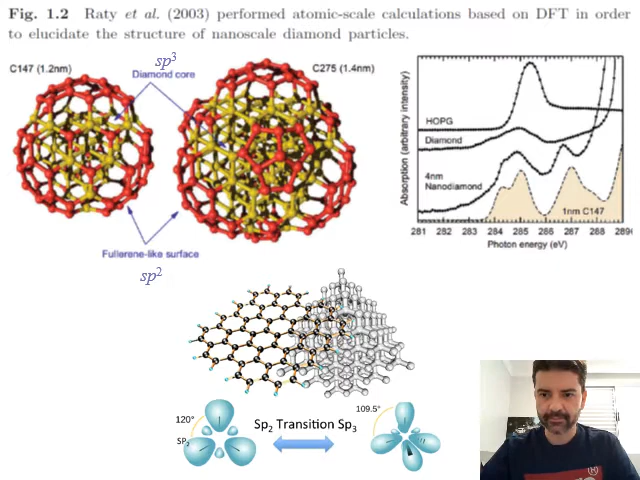 Fig. 1.2 Raty et al. (2003) performed atomic-scale calculations based on DFT in order
to elucidate the structure of nanoscale diamond particles.
sp3
C147 (1.2nm)
Diamond core
C275 (1.4nm)
Fullerene-like surface
sp2
Absorption (arbitrary intensity)
HOPG
Diamond
4nm
Nanodiamond
1nm C147
281 282 283 284 285 286 287 288 289
Photon energy (eV)
120°
SP2
Sp2 Transition Sp3
109.5°